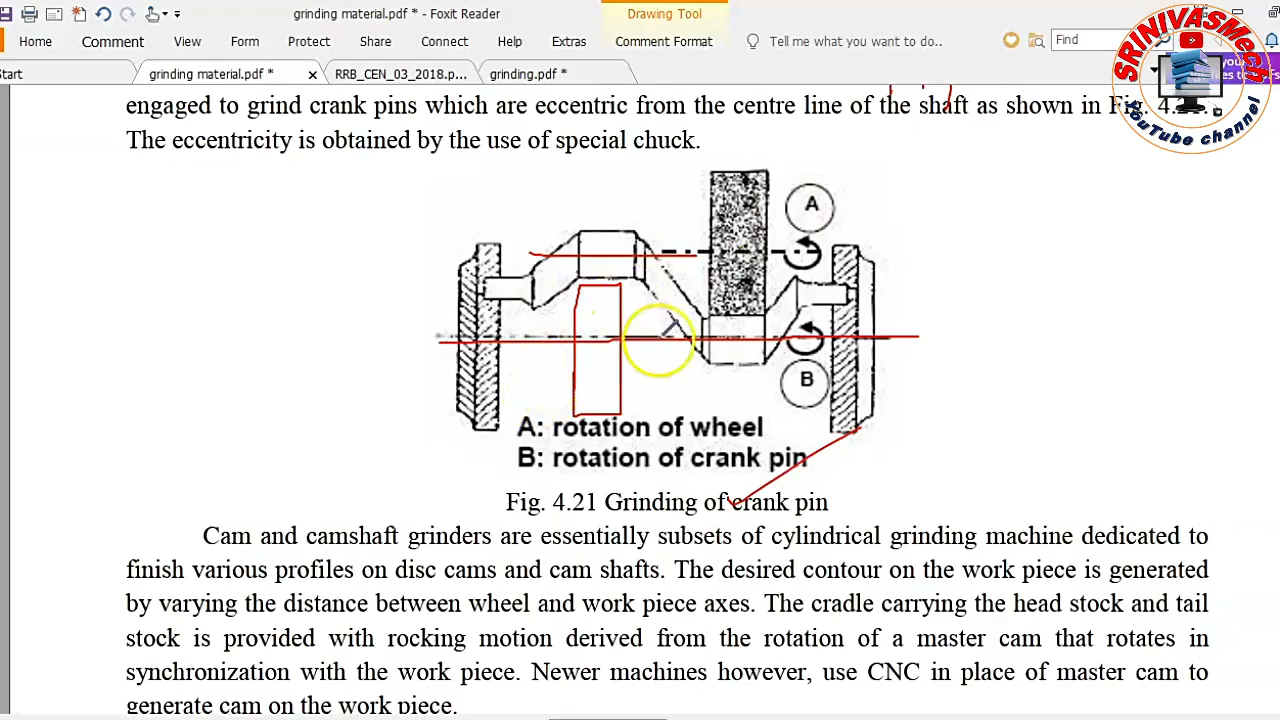 grinding material.pdf * - Foxit Reader
Drawing Tool
Home Comment View Form Protect Share Connect Help Extras Comment Format Tell me what you want to do.. Find
Start grinding material.pdf * RRB_CEN_03_2018.p... grinding.pdf *
SRINIVASMech
YouTube channel
engaged to grind crank pins which are eccentric from the centre line of the shaft as shown in Fig.
The eccentricity is obtained by the use of special chuck.
A
B
A: rotation of wheel
B: rotation of crank pin
Fig. 4.21 Grinding of crank pin
Cam and camshaft grinders are essentially subsets of cylindrical grinding machine dedicated to
finish various profiles on disc cams and cam shafts. The desired contour on the work piece is generated
by varying the distance between wheel and work piece axes. The cradle carrying the head stock and tail
stock is provided with rocking motion derived from the rotation of a master cam that rotates in
synchronization with the work piece. Newer machines however, use CNC in place of master cam to
generate cam on the work piece.